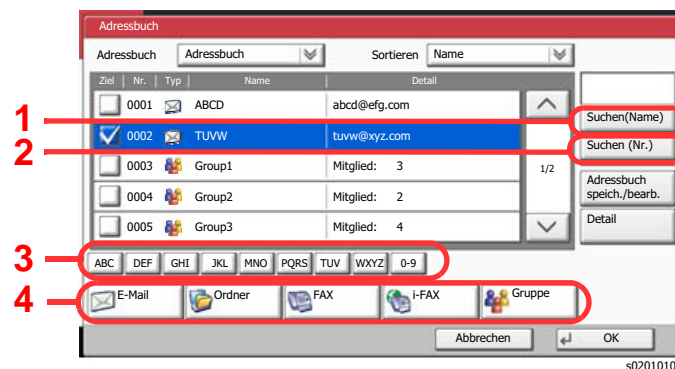 Adressbuch
Adressbuch Adressbuch Sortieren Name
Ziel Nr. Typ Name Detail
0001 ABCD abcd@efg.com
1 Suchen(Name)
0002 TUVW tuvw@xyz.com
2 Suchen (Nr.)
0003 Group1 Mitglied: 3 1/2
Adressbuch
speich./bearb.
0004 Group2 Mitglied: 2
Detail
0005 Group3 Mitglied: 4
3 ABC DEF GHI JKL MNO PQRS TUV WXYZ 0-9
4 E-Mail Ordner FAX i-FAX Gruppe
Abbrechen OK
s0201010